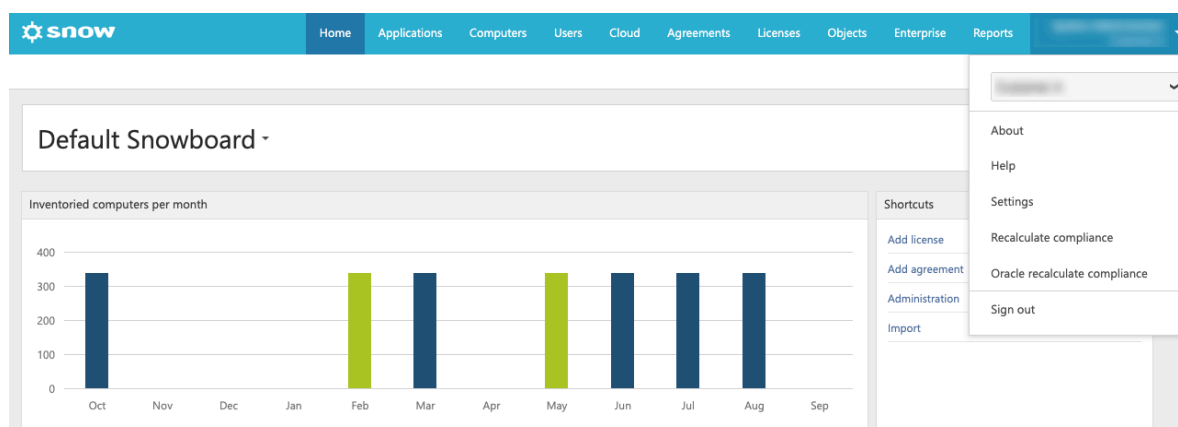 snow
Home Applications Computers Users Cloud Agreements Licenses Objects Enterprise Reports
About
Help
Settings
Recalculate compliance
Oracle recalculate compliance
Sign out
Default Snowboard
Inventoried computers per month
400
300
200
100
0
Oct Nov Dec Jan Feb Mar Apr May Jun Jul Aug Sep
Shortcuts
Add license
Add agreement
Administration
Import